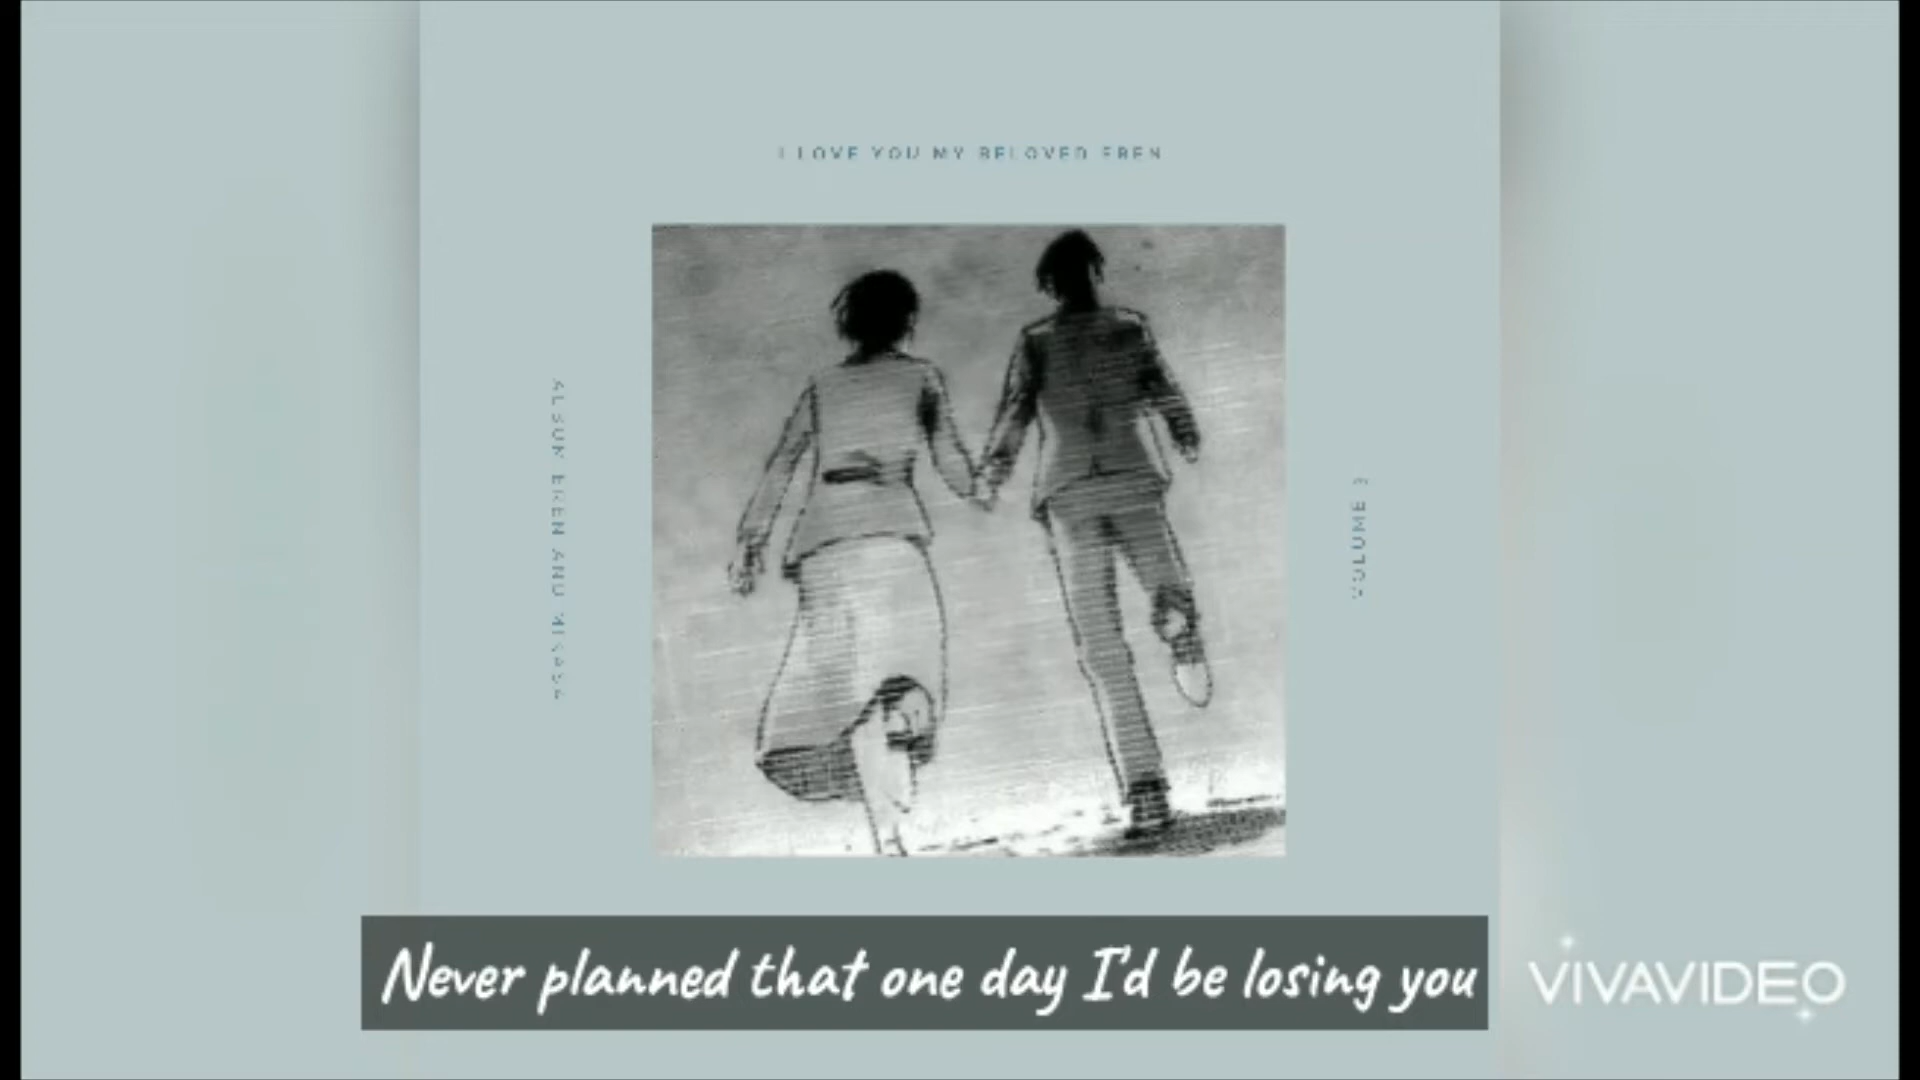 I LOVE YOU MY BELOVED EREN
ALBUM EREN AND MIKASA
VOLUME 3
Never planned that one day I'd be losing you
VIVAVIDEO